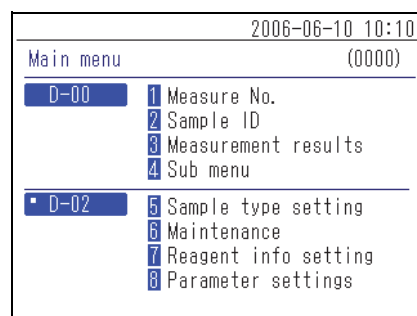 2006-06-10 10:10
Main menu (0000)
D-00 1 Measure No.
2 Sample ID
3 Measurement results
4 Sub menu
D-02 5 Sample type setting
6 Maintenance
7 Reagent info setting
8 Parameter settings